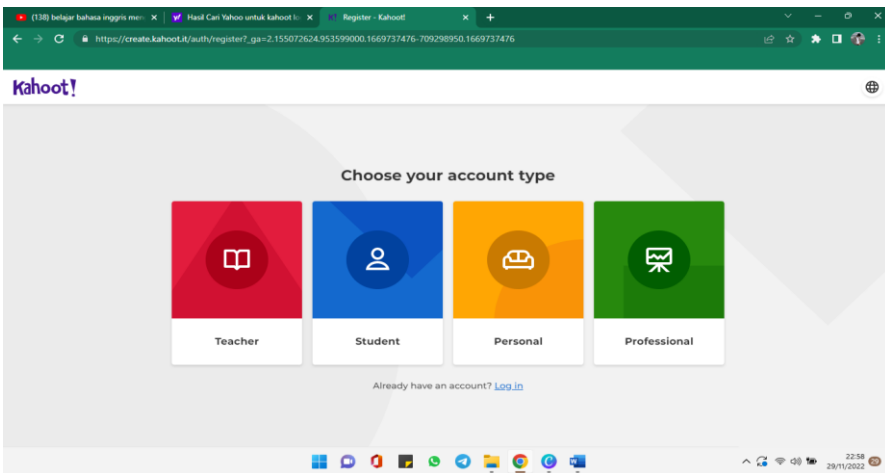 (138) belajar bahasa inggris men
Hasil Cari Yahoo untuk kahoot lo
K! Register - Kahoot!
https://create.kahoot.it/auth/register?_ga=2.155072624.953599000.1669737476-709298950.1669737476
Kahoot!
Choose your account type
Teacher
Student
Personal
Professional
Already have an account? Log in
22:58
29/11/2022